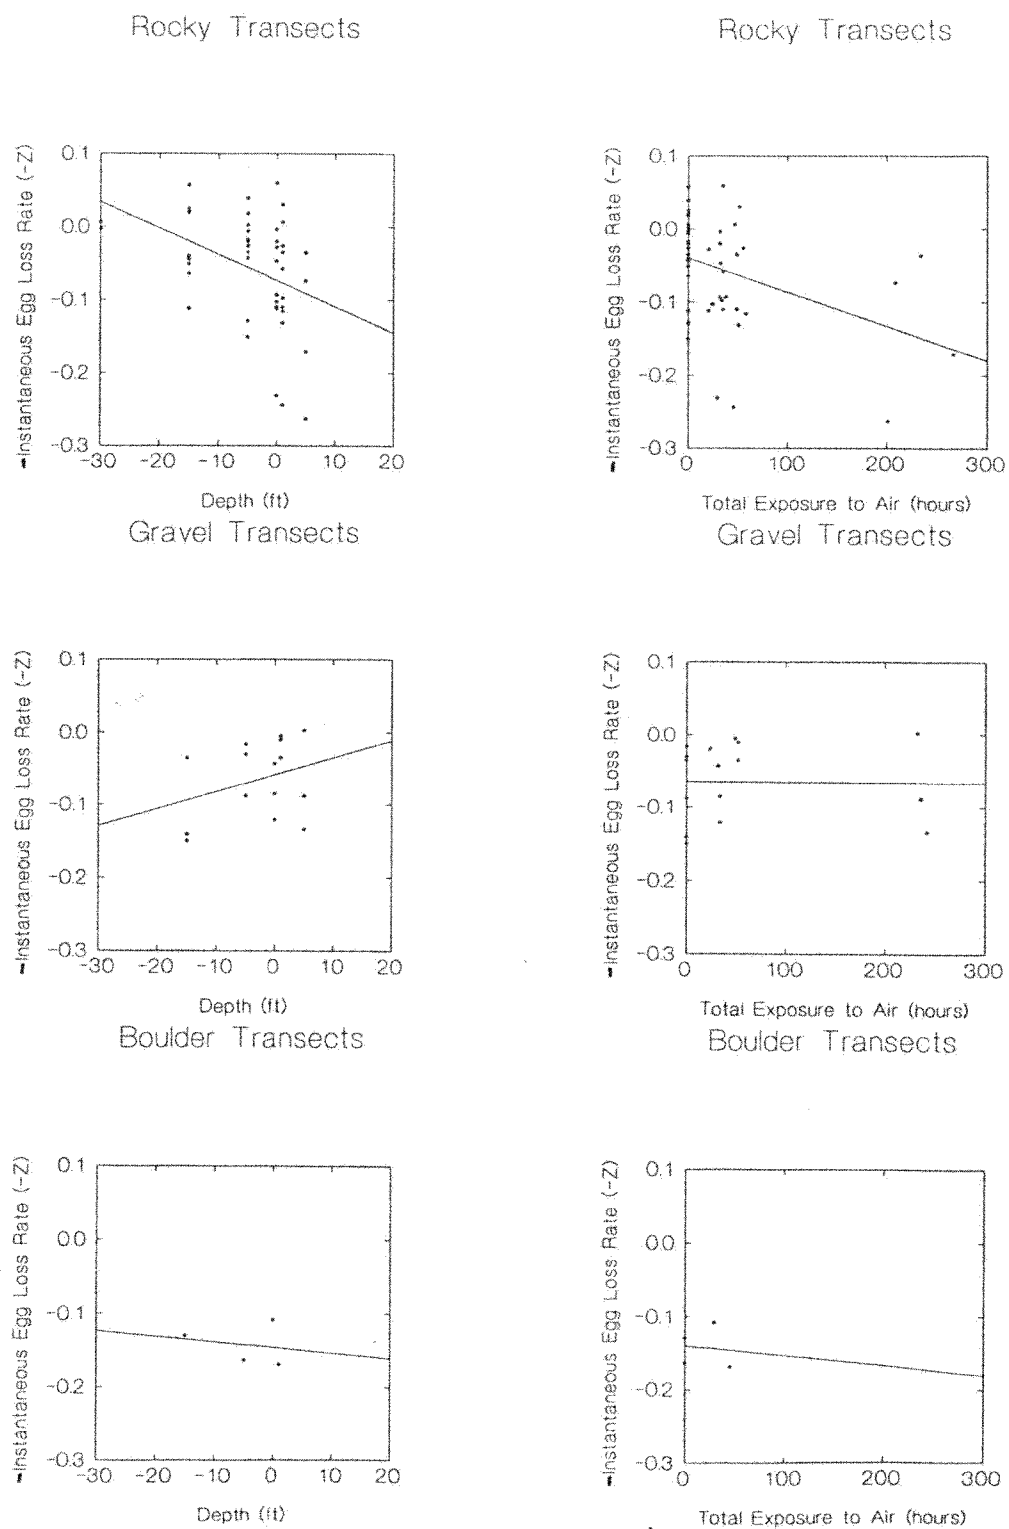 Rocky Transects
-Instantaneous Egg Loss Rate (-Z)
0.1
0.0
-0.1
-0.2
-0.3
-30 -20 -10 0 10 20
Depth (ft)
Rocky Transects
-Instantaneous Egg Loss Rate (-Z)
0.1
0.0
-0.1
-0.2
-0.3
0 100 200 300
Total Exposure to Air (hours)
Gravel Transects
-Instantaneous Egg Loss Rate (-Z)
0.1
0.0
-0.1
-0.2
-0.3
-30 -20 -10 0 10 20
Depth (ft)
Gravel Transects
-Instantaneous Egg Loss Rate (-Z)
0.1
0.0
-0.1
-0.2
-0.3
0 100 200 300
Total Exposure to Air (hours)
Boulder Transects
-Instantaneous Egg Loss Rate (-Z)
0.1
0.0
-0.1
-0.2
-0.3
-30 -20 -10 0 10 20
Depth (ft)
Boulder Transects
-Instantaneous Egg Loss Rate (-Z)
0.1
0.0
-0.1
-0.2
-0.3
0 100 200 300
Total Exposure to Air (hours)